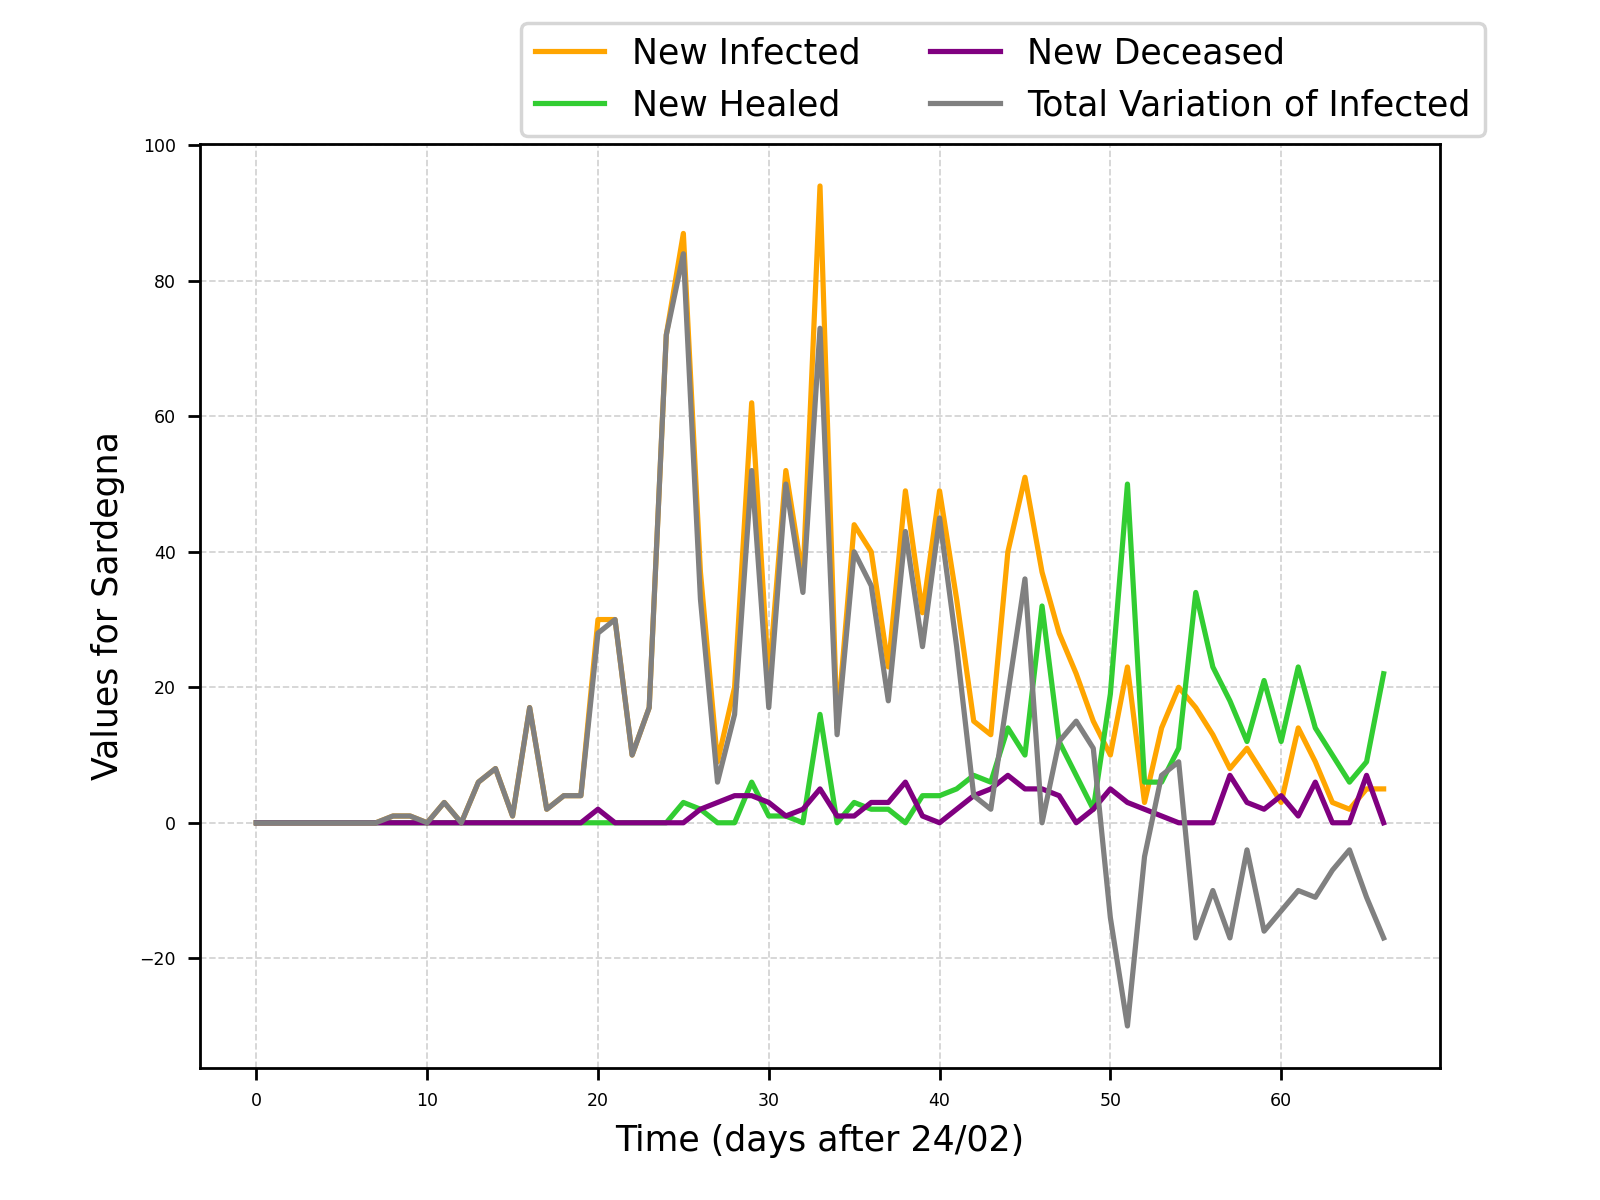 New Infected
New Healed
New Deceased
Total Variation of Infected
100
80
60
40
20
0
−20
Values for Sardegna
0 10 20 30 40 50 60
Time (days after 24/02)